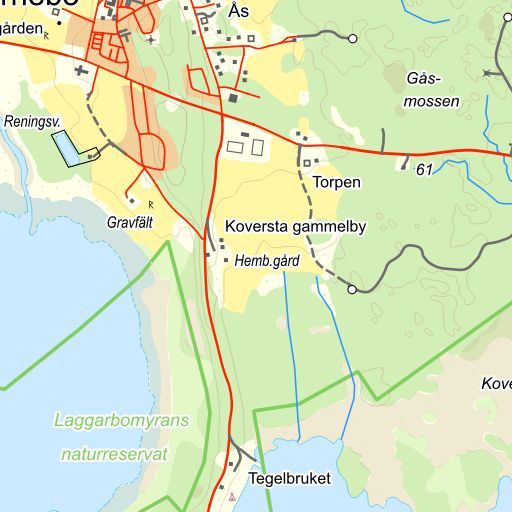 Ås
gården
Gås-
mossen
Reningsv.
61
Torpen
Gravfält
Koversta gammelby
Hemb.gård
Kove
Laggarbomyrans
naturreservat
Tegelbruket